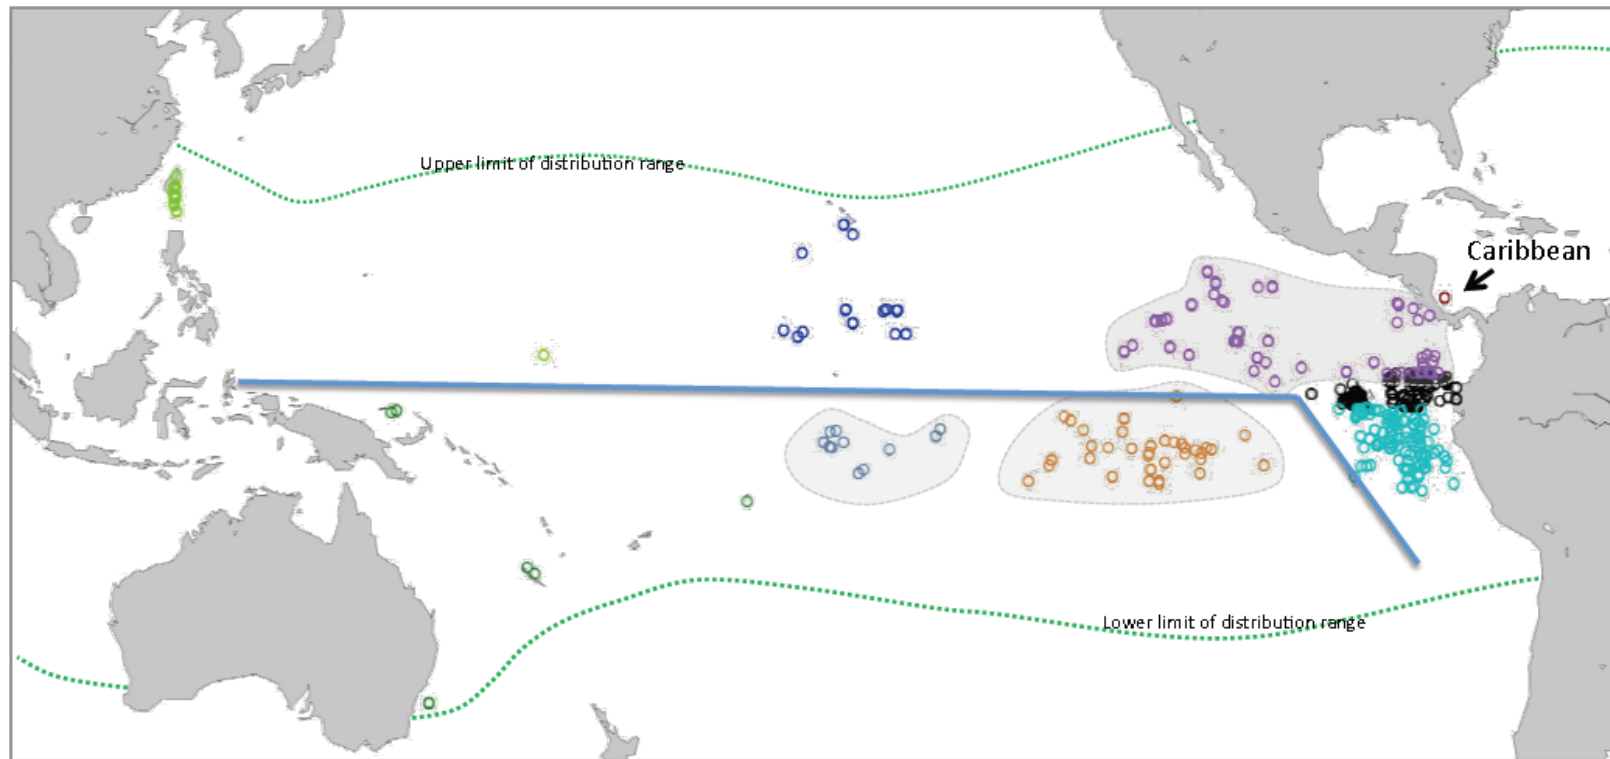 Upper limit of distribution range
Caribbean
Lower limit of distribution range